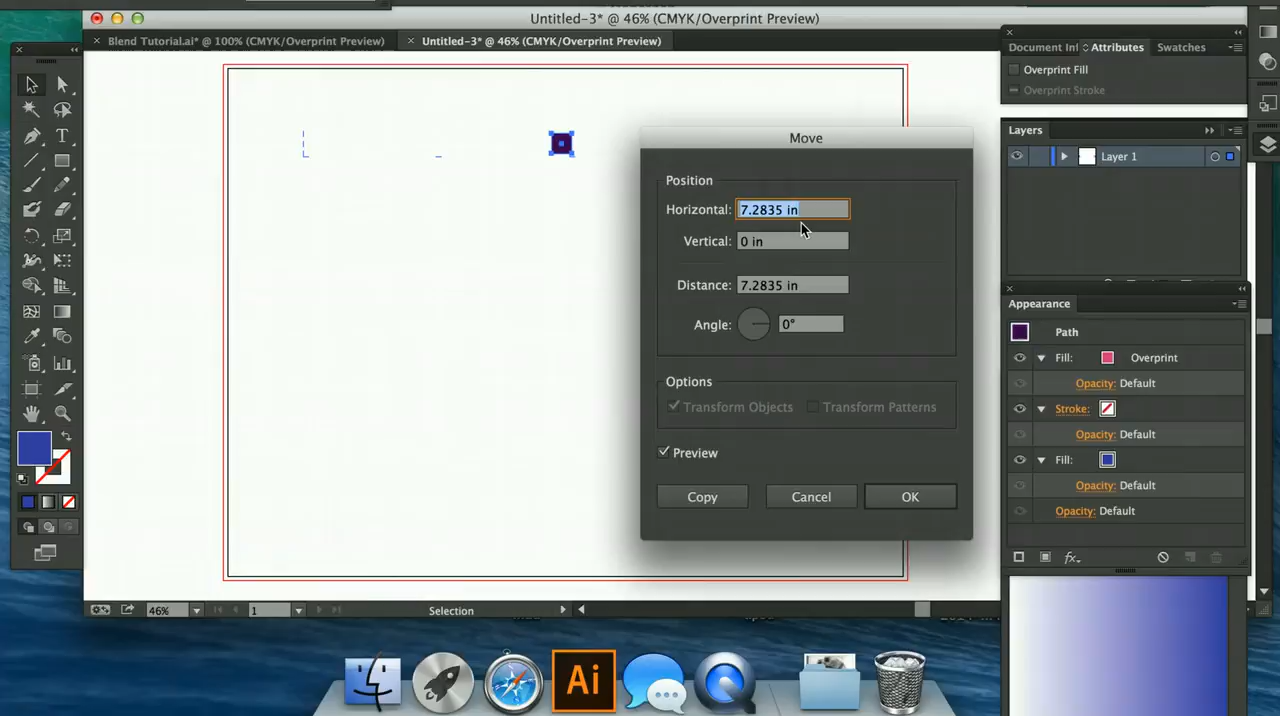 Untitled-3* @ 46% (CMYK/Overprint Preview)
Blend Tutorial.ai* @ 100% (CMYK/Overprint Preview)
Untitled-3* @ 46% (CMYK/Overprint Preview)
Document Inf
Attributes
Swatches
Overprint Fill
Overprint Stroke
Layers
Layer 1
Move
Position
Horizontal: 7.2835 in
Vertical: 0 in
Distance: 7.2835 in
Angle: 0°
Options
Transform Objects
Transform Patterns
Preview
Copy
Cancel
OK
Appearance
Path
Fill: Overprint
Opacity: Default
Stroke:
Opacity: Default
Fill:
Opacity: Default
Opacity: Default
fx
T
46%
1
Selection
Ai